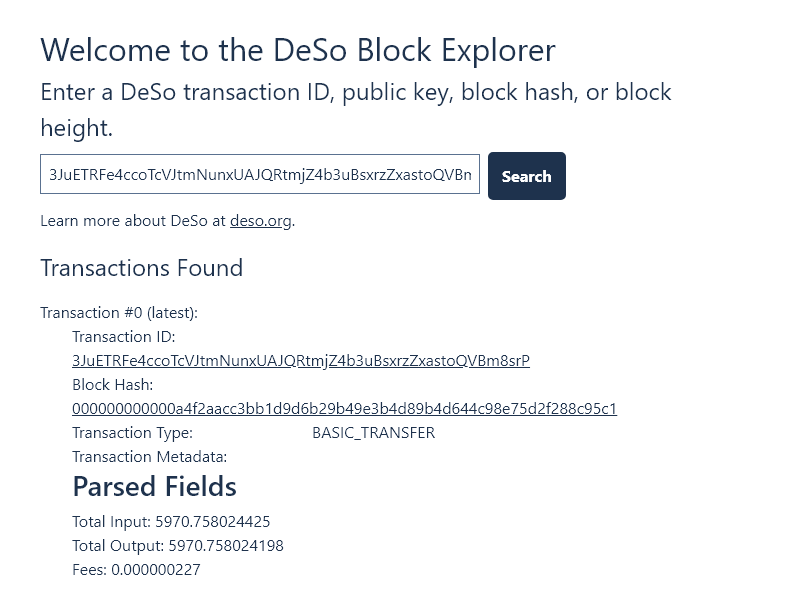 Welcome to the DeSo Block Explorer
Enter a DeSo transaction ID, public key, block hash, or block
height.
3JuETRFe4ccoTcVJtmNunxUAJQRtmjZ4b3uBsxrzZxastoQVBm
Search
Learn more about DeSo at deso.org.
Transactions Found
Transaction #0 (latest):
Transaction ID:
3JuETRFe4ccoTcVJtmNunxUAJQRtmjZ4b3uBsxrzZxastoQVBm8srP
Block Hash:
000000000000a4f2aacc3bb1d9d6b29b49e3b4d89b4d644c98e75d2f288c95c1
Transaction Type: BASIC_TRANSFER
Transaction Metadata:
Parsed Fields
Total Input: 5970.758024425
Total Output: 5970.758024198
Fees: 0.000000227